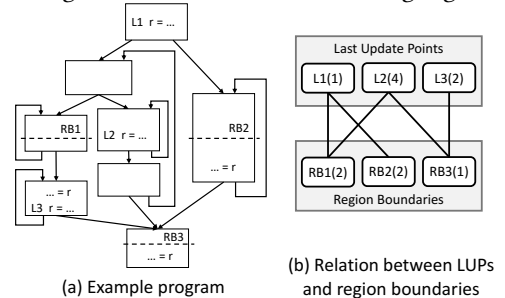 L1 r = ...
RB1
L2 r = ...
RB2
... = r
... = r
L3 r = ...
RB3
... = r
(a) Example program
Last Update Points
L1(1) L2(4) L3(2)
RB1(2) RB2(2) RB3(1)
Region Boundaries
(b) Relation between LUPs
and region boundaries